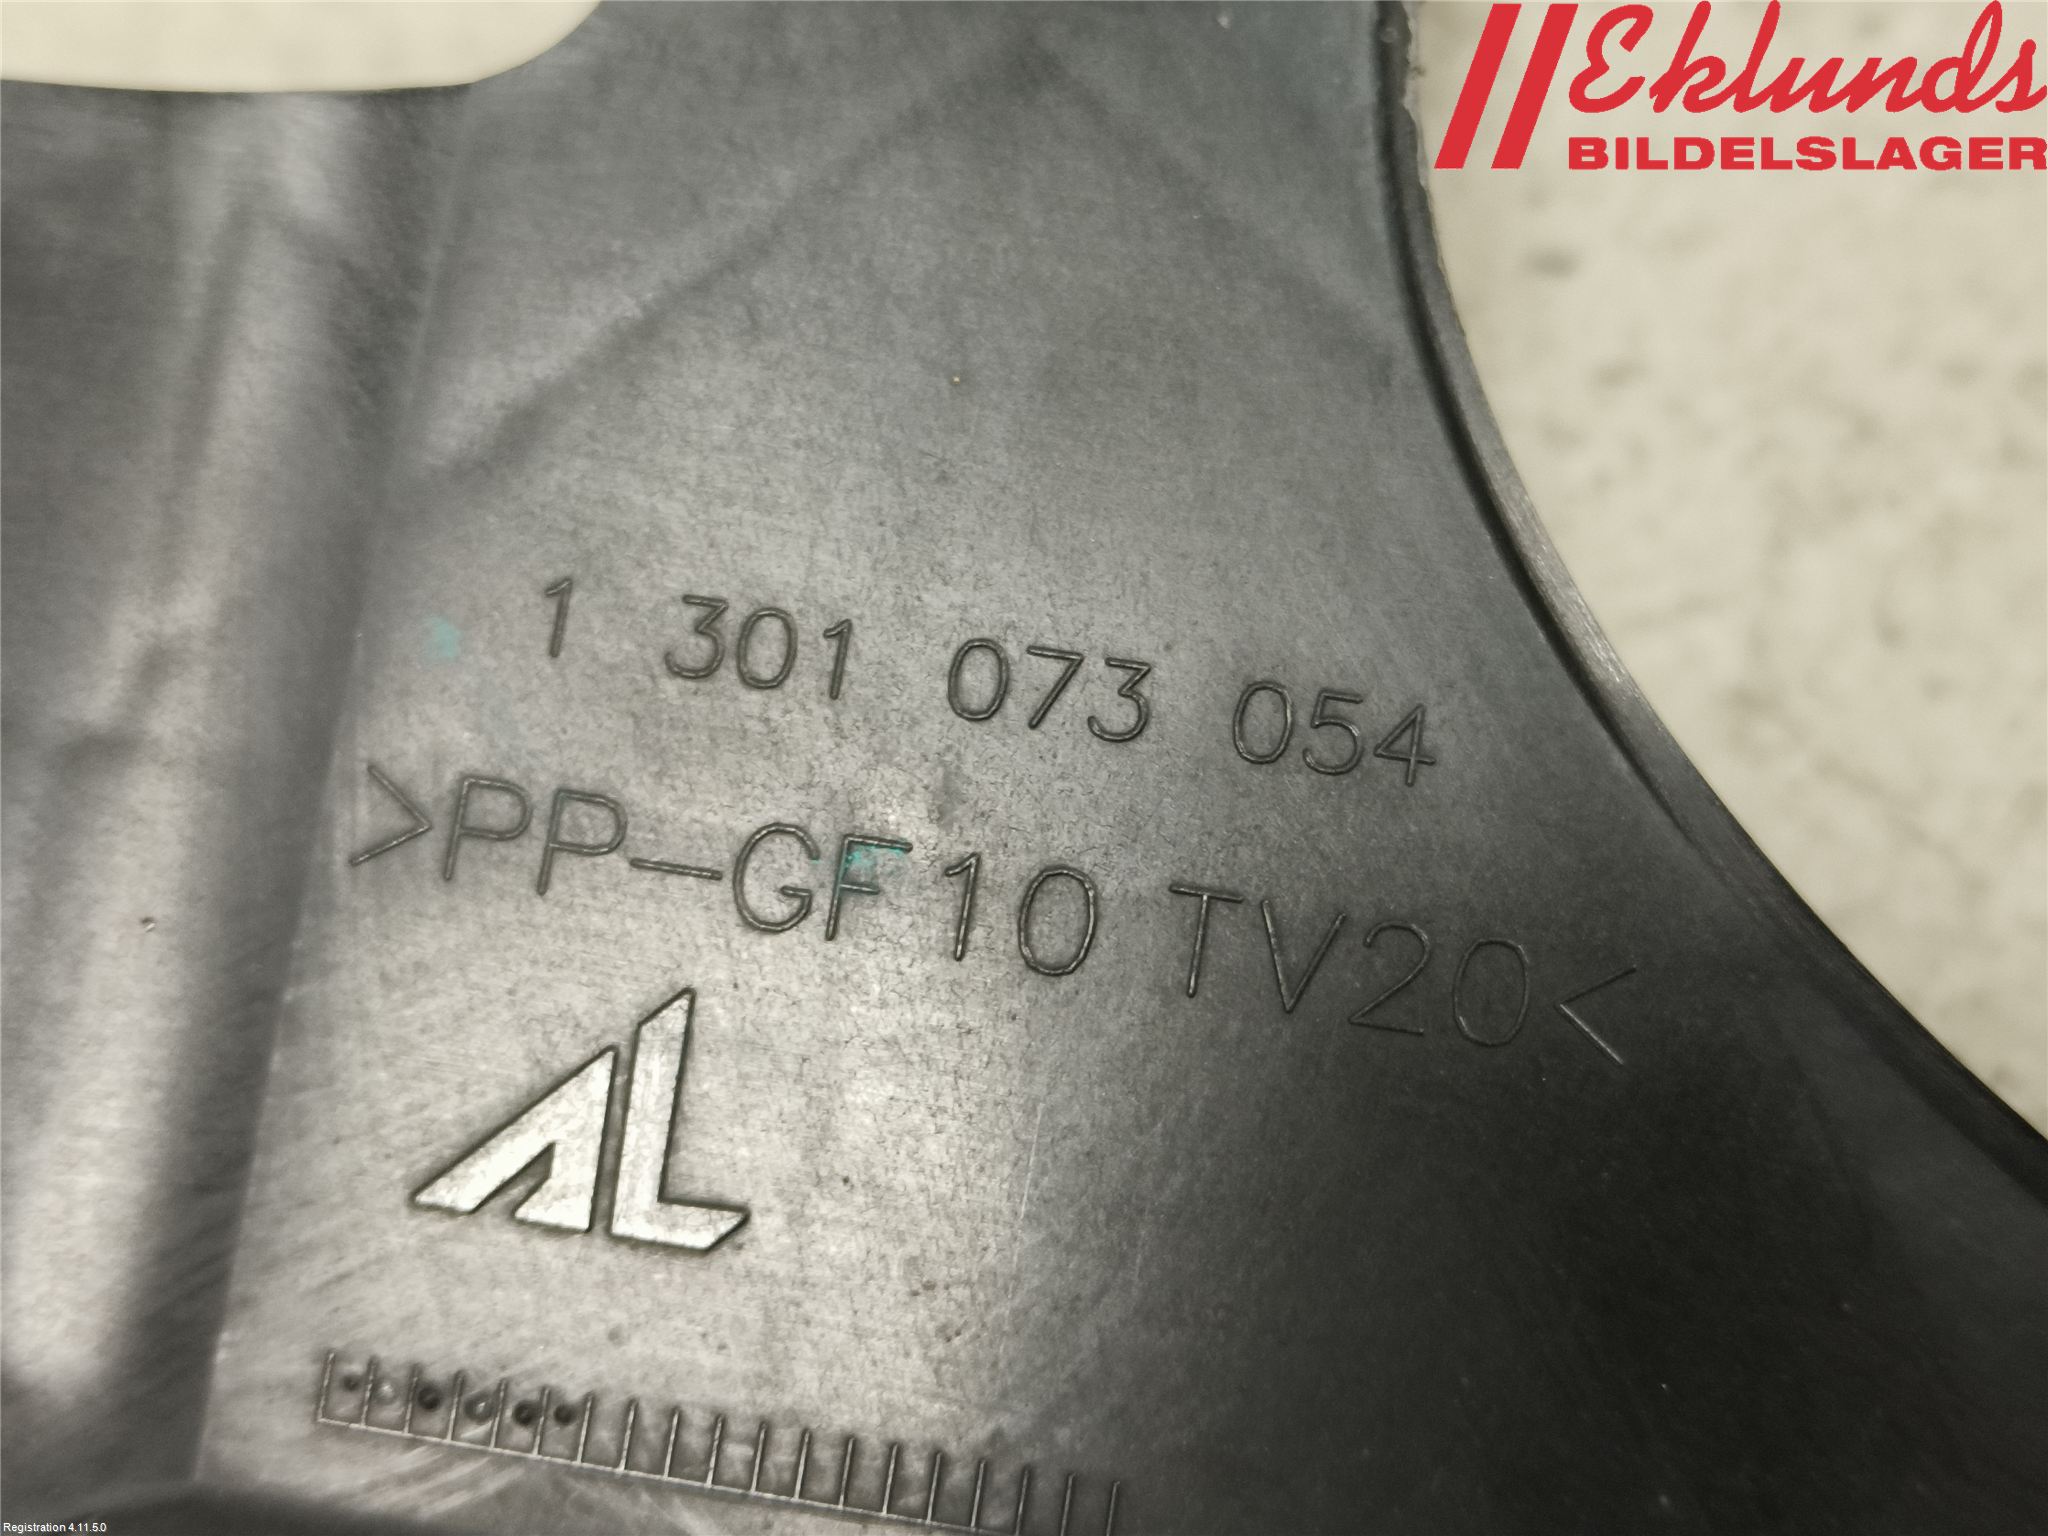 Eklunds
BILDELSLAGER
1 301 073 054
>PP-GF10 TV20<
AL
Registration 4.11.5.0